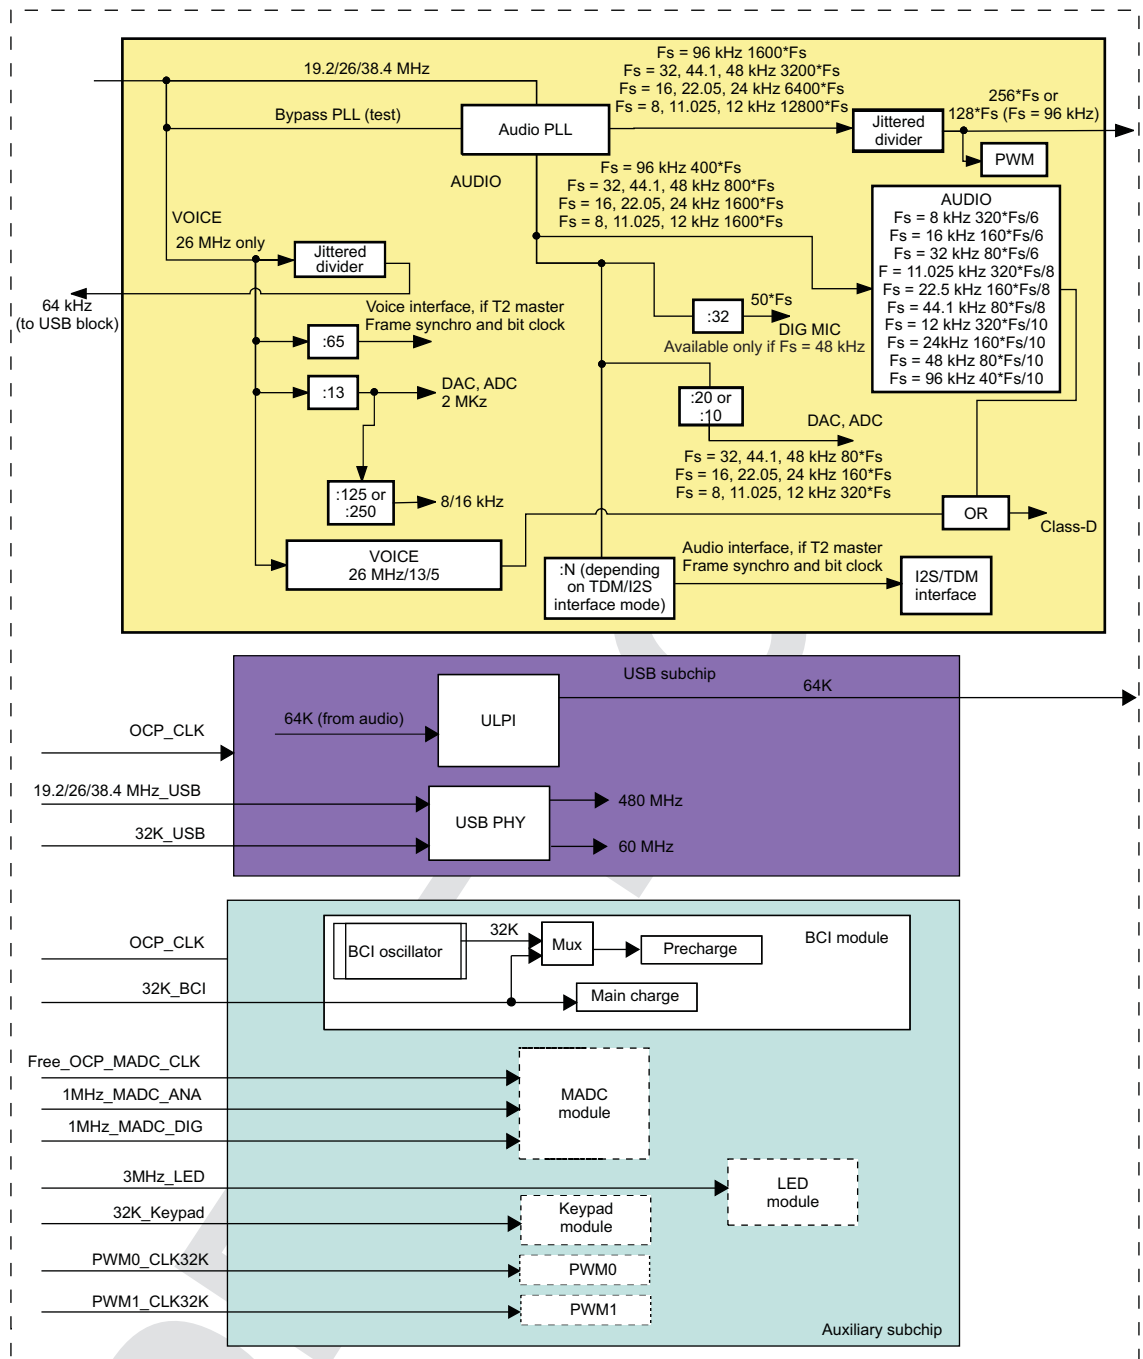 19.2/26/38.4 MHz
Fs = 96 kHz 1600*Fs
Fs = 32, 44.1, 48 kHz 3200*Fs
Fs = 16, 22.05, 24 kHz 6400*Fs
Fs = 8, 11.025, 12 kHz 12800*Fs
256*Fs or
128*Fs (Fs = 96 kHz)
Bypass PLL (test)
Audio PLL
Jittered
divider
PWM
AUDIO
Fs = 96 kHz 400*Fs
Fs = 32, 44.1, 48 kHz 800*Fs
Fs = 16, 22.05, 24 kHz 1600*Fs
Fs = 8, 11.025, 12 kHz 1600*Fs
VOICE
26 MHz only
Jittered
divider
64 kHz
(to USB block)
AUDIO
Fs = 8 kHz 320*Fs/6
Fs = 16 kHz 160*Fs/6
Fs = 32 kHz 80*Fs/6
F = 11.025 kHz 320*Fs/8
Fs = 22.5 kHz 160*Fs/8
Fs = 44.1 kHz 80*Fs/8
Fs = 12 kHz 320*Fs/10
Fs = 24kHz 160*Fs/10
Fs = 48 kHz 80*Fs/10
Fs = 96 kHz 40*Fs/10
Voice interface, if T2 master
Frame synchro and bit clock
:65
:32
50*Fs
DIG MIC
Available only if Fs = 48 kHz
:13
DAC, ADC
2 MKz
:20 or
:10
DAC, ADC
Fs = 32, 44.1, 48 kHz 80*Fs
Fs = 16, 22.05, 24 kHz 160*Fs
Fs = 8, 11.025, 12 kHz 320*Fs
:125 or
:250
8/16 kHz
OR
Class-D
VOICE
26 MHz/13/5
:N (depending
on TDM/I2S
interface mode)
Audio interface, if T2 master
Frame synchro and bit clock
I2S/TDM
interface
USB subchip
64K
ULPI
64K (from audio)
OCP_CLK
19.2/26/38.4 MHz_USB
USB PHY
480 MHz
32K_USB
60 MHz
OCP_CLK
BCI oscillator
32K
Mux
Precharge
BCI module
32K_BCI
Main charge
Free_OCP_MADC_CLK
1MHz_MADC_ANA
1MHz_MADC_DIG
MADC
module
3MHz_LED
LED
module
32K_Keypad
Keypad
module
PWM0_CLK32K
PWM0
PWM1_CLK32K
PWM1
Auxiliary subchip